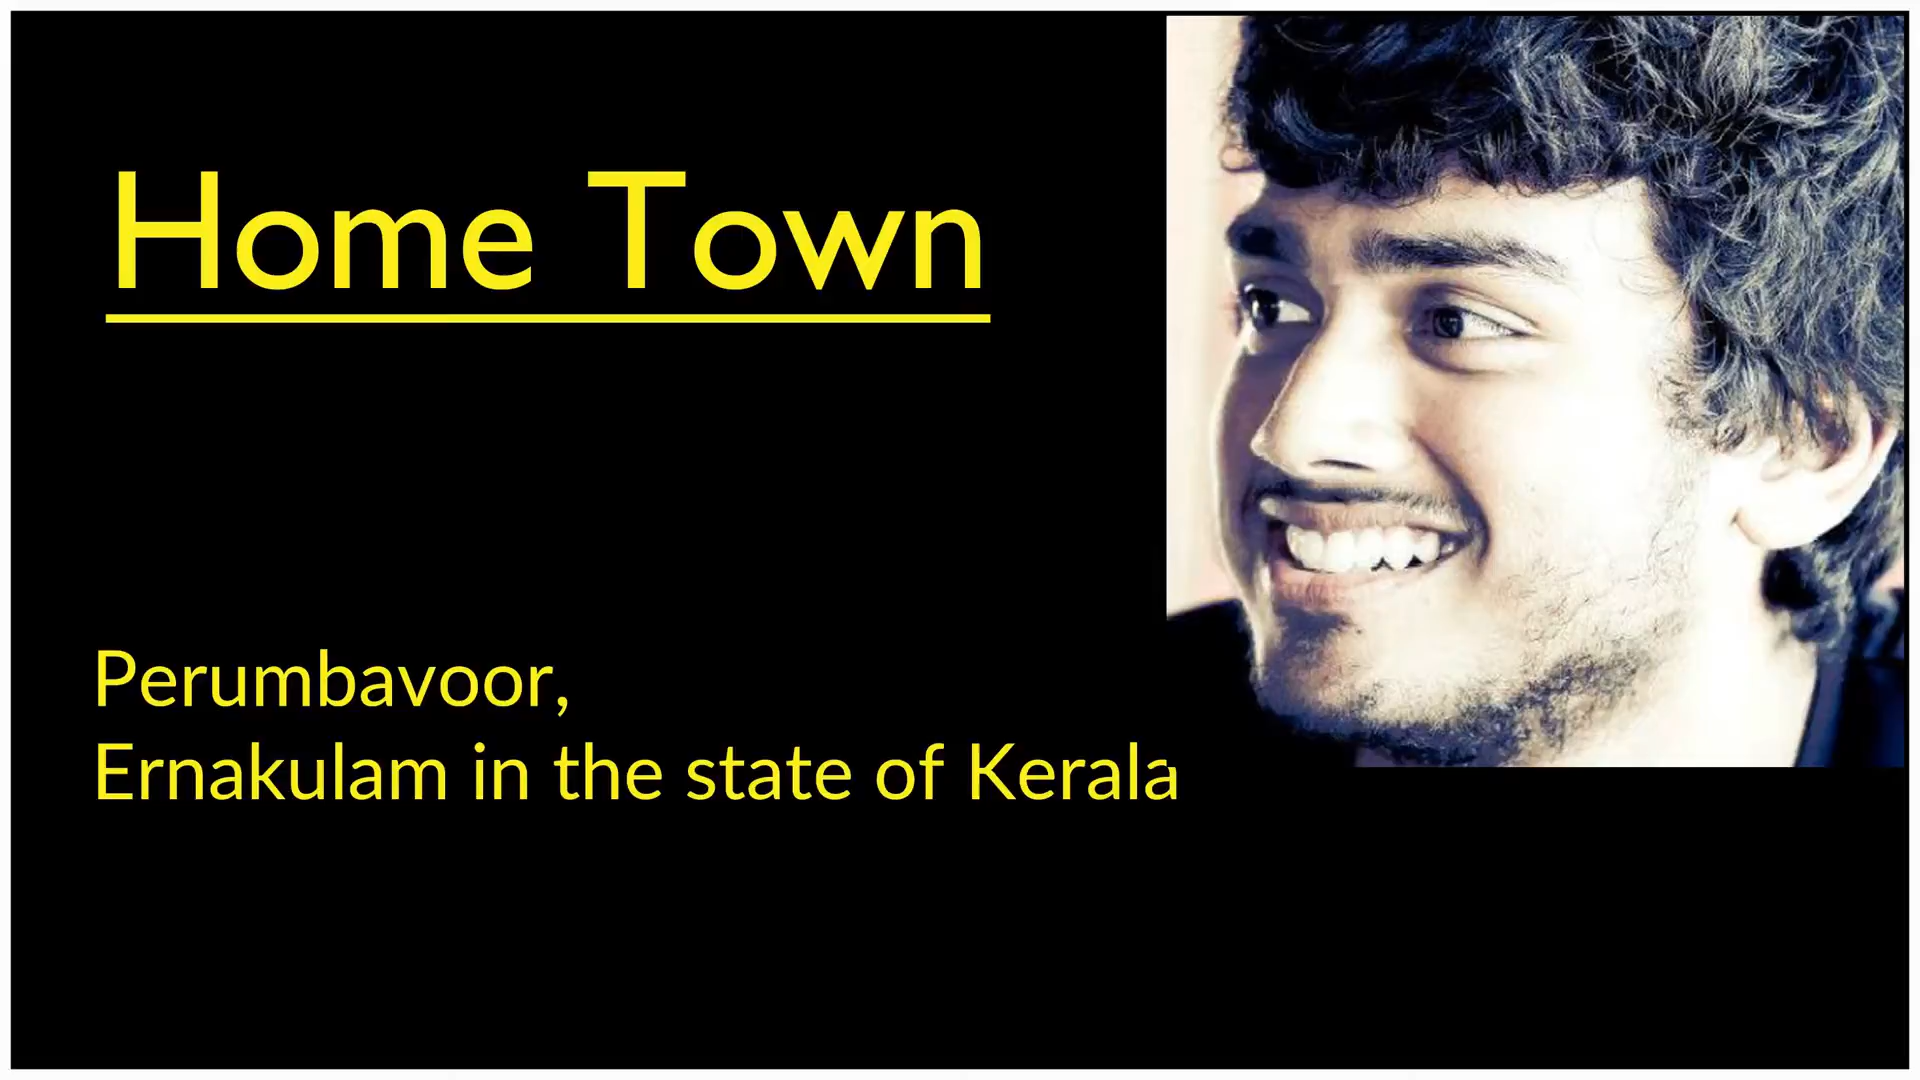 Home Town
Perumbavoor,
Ernakulam in the state of Kerala